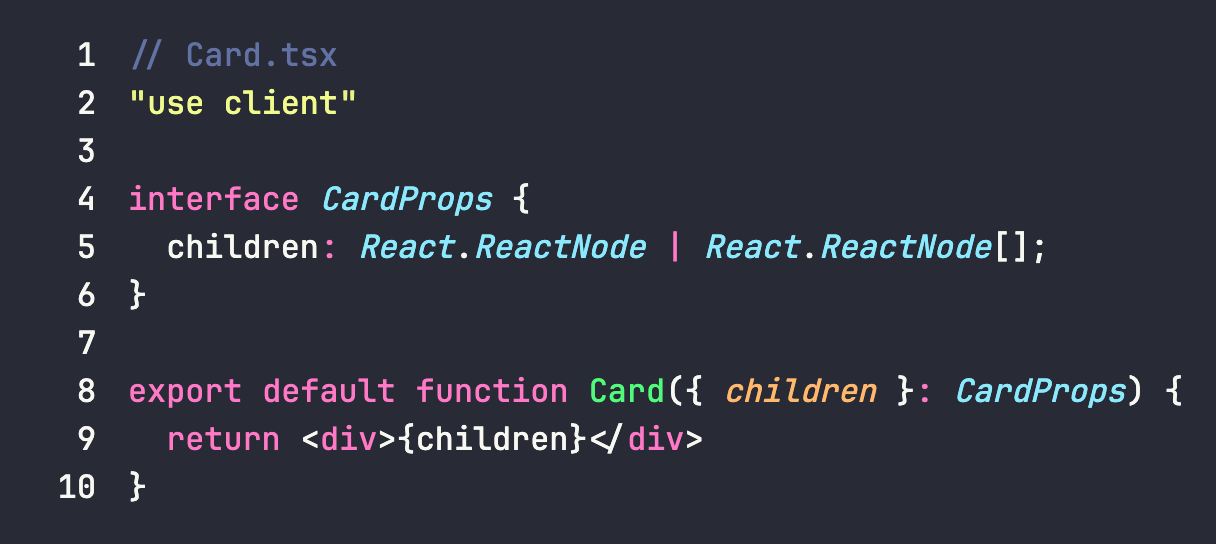 1 // Card.tsx
2 "use client"
3
4 interface CardProps {
5   children: React.ReactNode | React.ReactNode[];
6 }
7
8 export default function Card({ children }: CardProps) {
9   return <div>{children}</div>
10 }